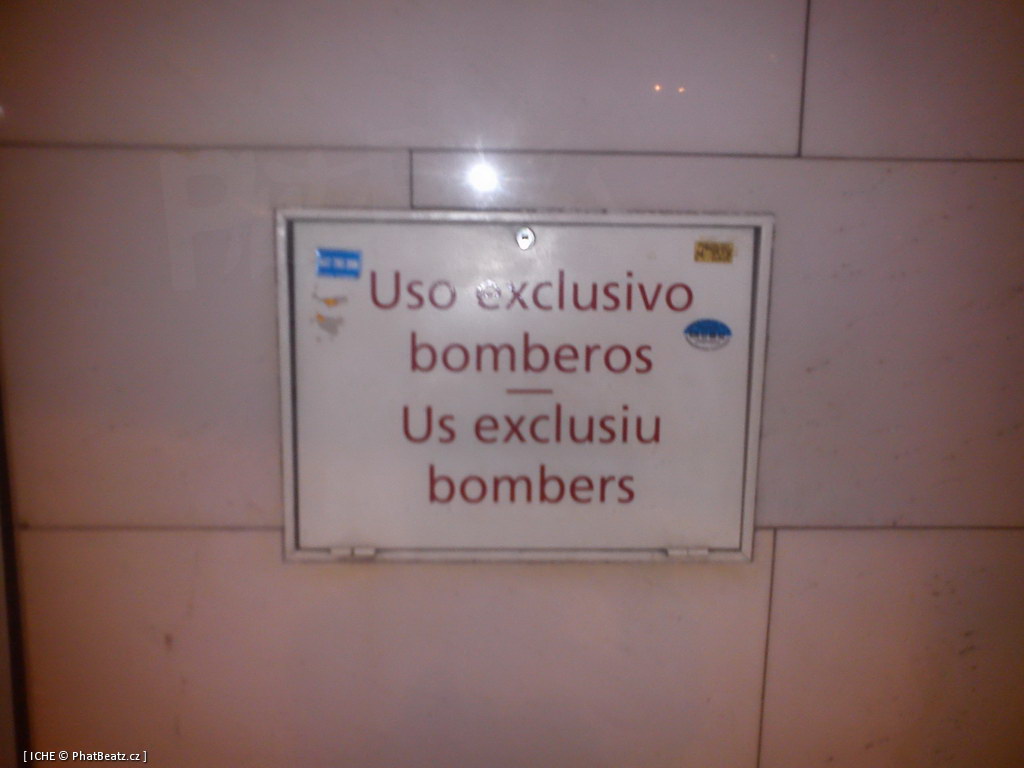 Uso exclusivo
bomberos
Us exclusiu
bombers
[ ICHE © PhatBeatz.cz ]